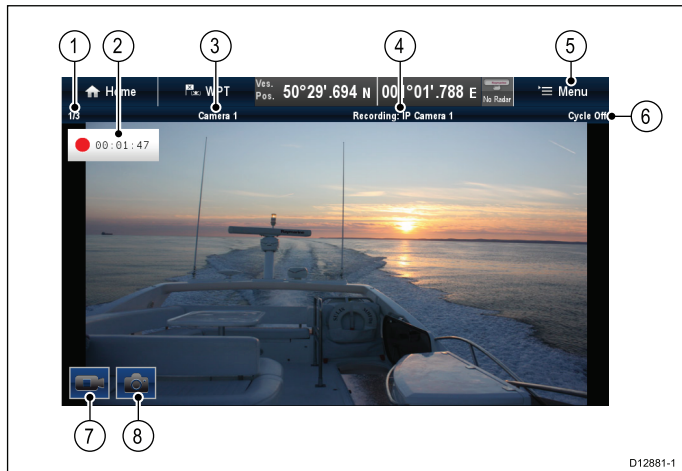 1 2 3 4 5
Home WPT Ves. Pos. 50°29'.694 N 001°01'.788 E No Radar Menu
1/3 Camera 1 Recording: IP Camera 1 Cycle Off
6
00:01:47
7 8
D12881-1